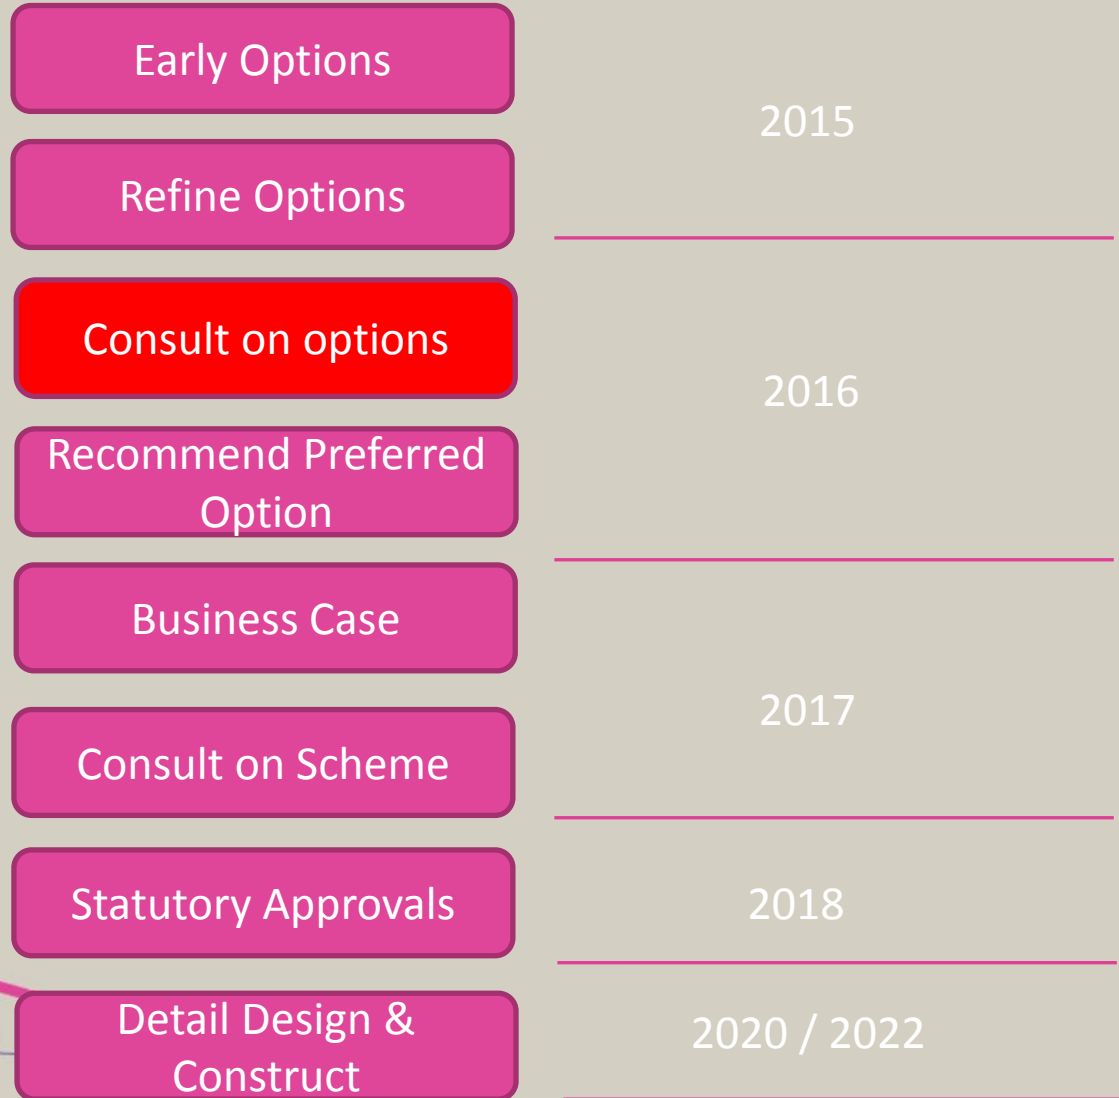 Early Options
2015
Refine Options
Consult on options
2016
Recommend Preferred
Option
Business Case
2017
Consult on Scheme
Statutory Approvals
2018
Detail Design &
Construct
2020 / 2022